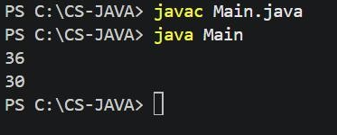 PS C:\CS-JAVA> javac Main.java
PS C:\CS-JAVA> java Main
36
30
PS C:\CS-JAVA>